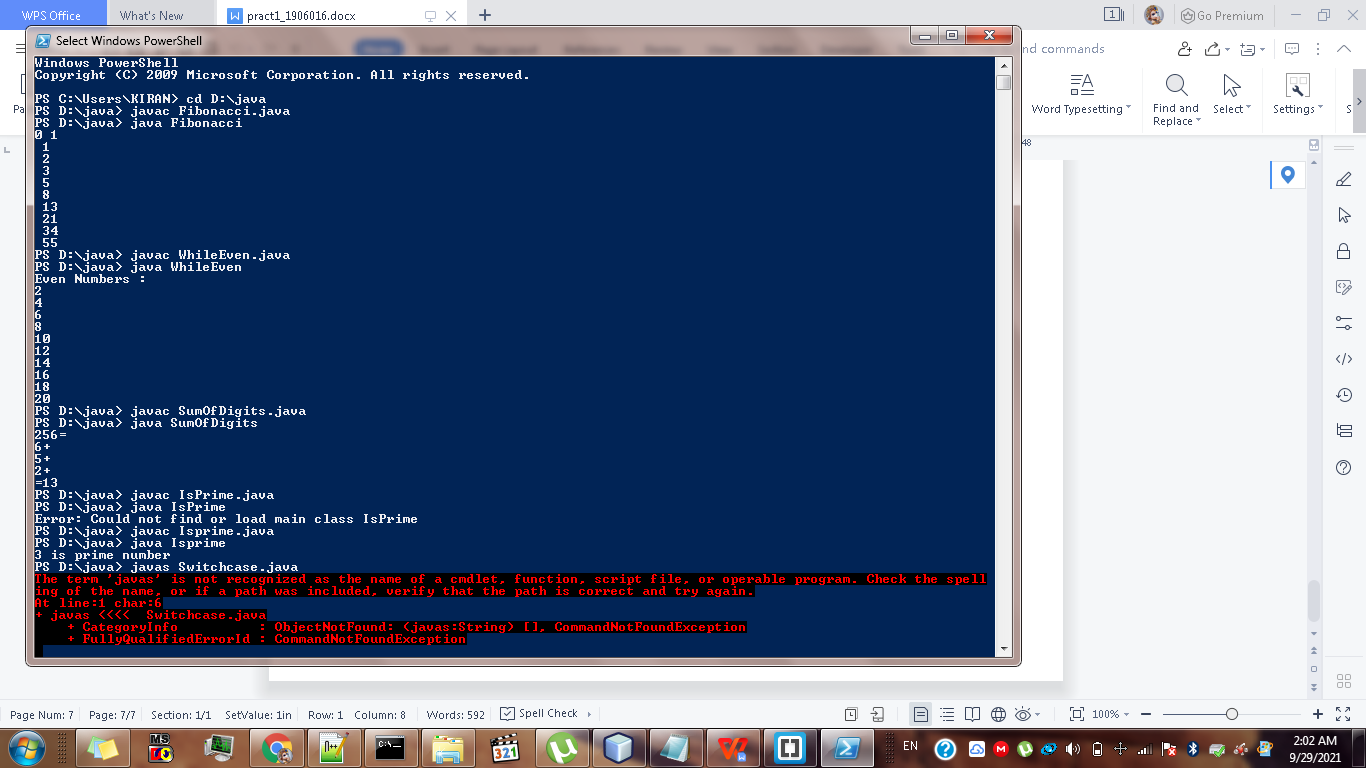 WPS Office
What's New
pract1_1906016.docx
1
Go Premium
Select Windows PowerShell
nd commands
Windows PowerShell
Copyright (C) 2009 Microsoft Corporation. All rights reserved.
PS C:\Users\KIRAN> cd D:\java
PS D:\java> javac Fibonacci.java
PS D:\java> java Fibonacci
0 1
1
2
3
5
8
13
21
34
55
PS D:\java> javac WhileEven.java
PS D:\java> java WhileEven
Even Numbers :
2
4
6
8
10
12
14
16
18
20
PS D:\java> javac SumOfDigits.java
PS D:\java> java SumOfDigits
256=
6+
5+
2+
=13
PS D:\java> javac IsPrime.java
PS D:\java> java IsPrime
Error: Could not find or load main class IsPrime
PS D:\java> javac Isprime.java
PS D:\java> java Isprime
3 is prime number
PS D:\java> javas Switchcase.java
The term 'javas' is not recognized as the name of a cmdlet, function, script file, or operable program. Check the spell
ing of the name, or if a path was included, verify that the path is correct and try again.
At line:1 char:6
+ javas <<<<  Switchcase.java
+ CategoryInfo : ObjectNotFound: (javas:String) [], CommandNotFoundException
+ FullyQualifiedErrorId : CommandNotFoundException
Pa
Word Typesetting
Find and
Replace
Select
Settings
S
48
Page Num: 7 Page: 7/7 Section: 1/1 SetValue: 1in Row: 1 Column: 8 Words: 592 Spell Check
100%
EN
2:02 AM
9/29/2021
321